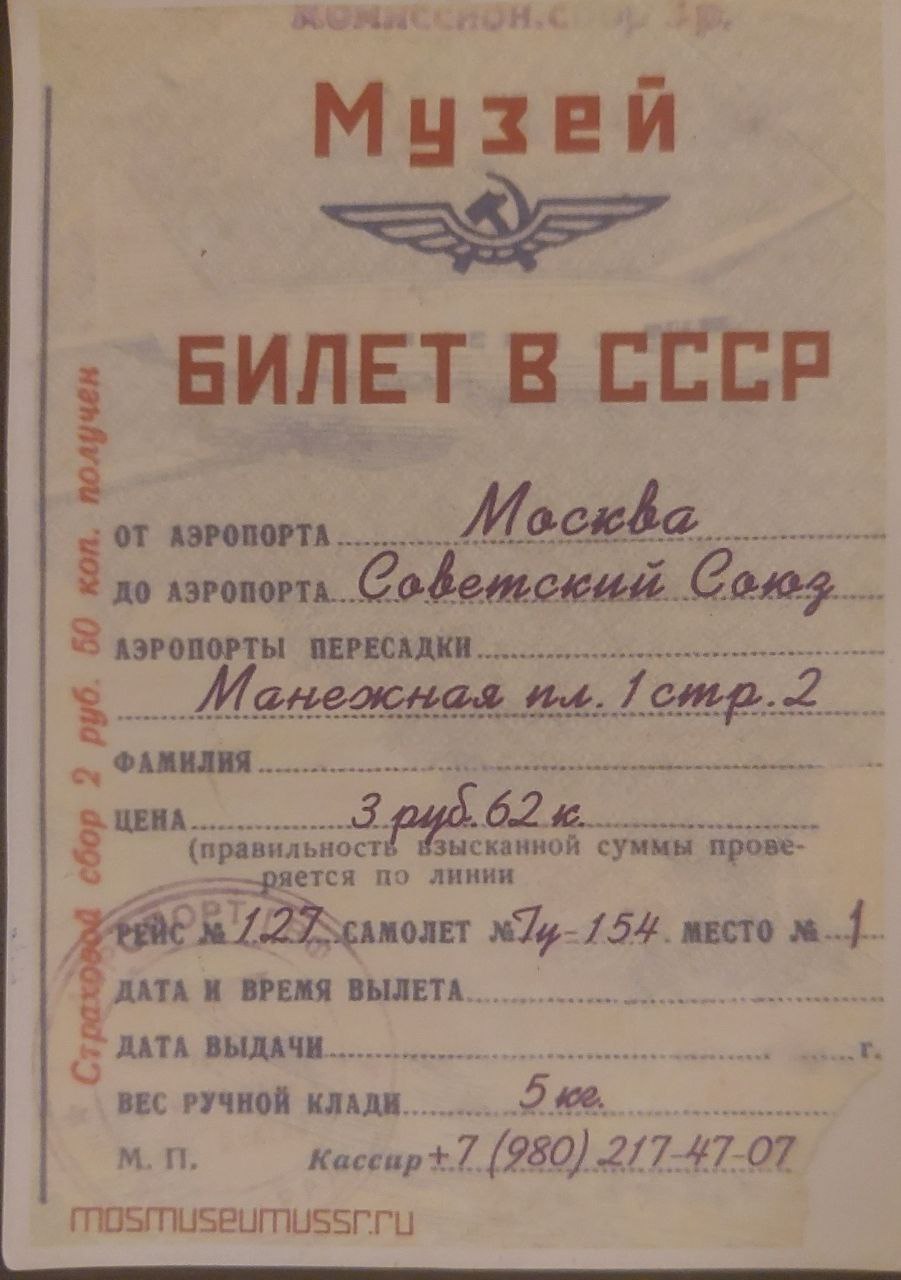 Музей
БИЛЕТ В СССР
ОТ АЭРОПОРТА Москва
ДО АЭРОПОРТА Советский Союз
АЭРОПОРТЫ ПЕРЕСАДКИ
Манежная пл. 1 стр. 2
ФАМИЛИЯ
ЦЕНА 3 руб. 62 к.
(правильность взысканной суммы прове-
ряется по линии
РЕЙС № 127 САМОЛЕТ № Ту-154. МЕСТО № 1
ДАТА И ВРЕМЯ ВЫЛЕТА
ДАТА ВЫДАЧИ г.
ВЕС РУЧНОЙ КЛАДИ 5 кг.
М. П. Кассир +7 (980) 217-47-07
mosmuseumussr.ru
Страховой сбор 2 руб. 50 коп. получен